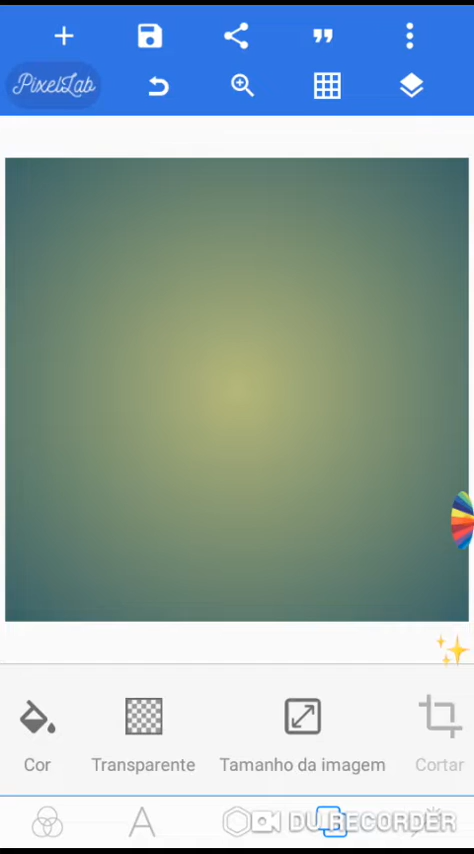 PixelLab
Cor
Transparente
Tamanho da imagem
Cortar
DU RECORDER